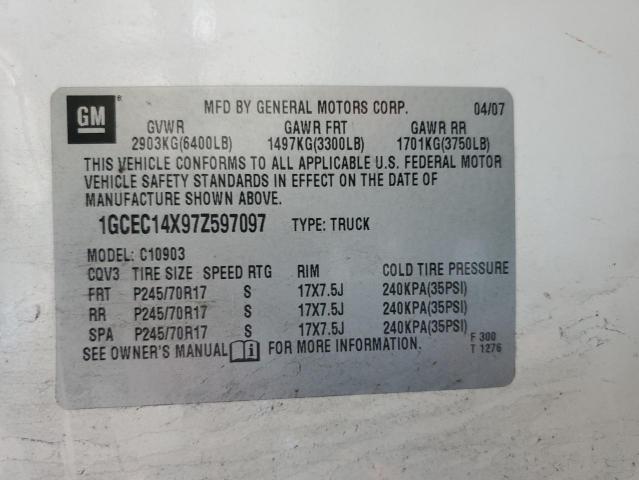 GM ® MFD BY GENERAL MOTORS CORP. 04/07
GVWR GAWR FRT GAWR RR
2903KG(6400LB) 1497KG(3300LB) 1701KG(3750LB)
THIS VEHICLE CONFORMS TO ALL APPLICABLE U.S. FEDERAL MOTOR
VEHICLE SAFETY STANDARDS IN EFFECT ON THE DATE OF
MANUFACTURE SHOWN ABOVE.
1GCEC14X97Z597097 TYPE: TRUCK
MODEL: C10903
CQV3 TIRE SIZE SPEED RTG RIM COLD TIRE PRESSURE
FRT P245/70R17 S 17X7.5J 240KPA(35PSI)
RR P245/70R17 S 17X7.5J 240KPA(35PSI)
SPA P245/70R17 S 17X7.5J 240KPA(35PSI)
SEE OWNER'S MANUAL i FOR MORE INFORMATION.
F 300
T 1276